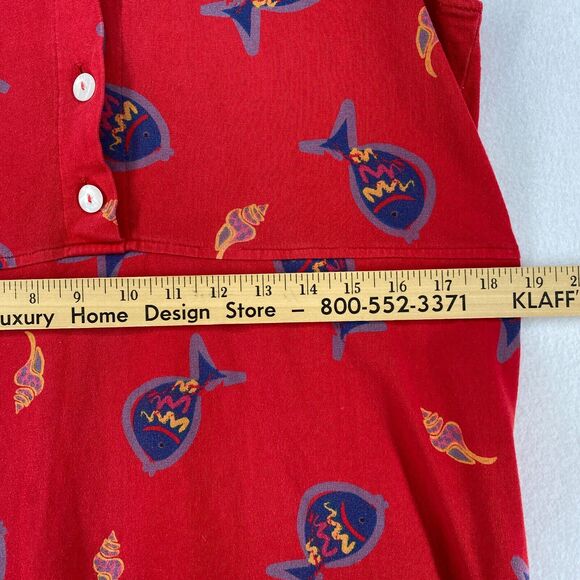 8 9 10 11 12 13 14 15 16 17 18 19
uxury Home Design Store – 800-552-3371 KLAFF'